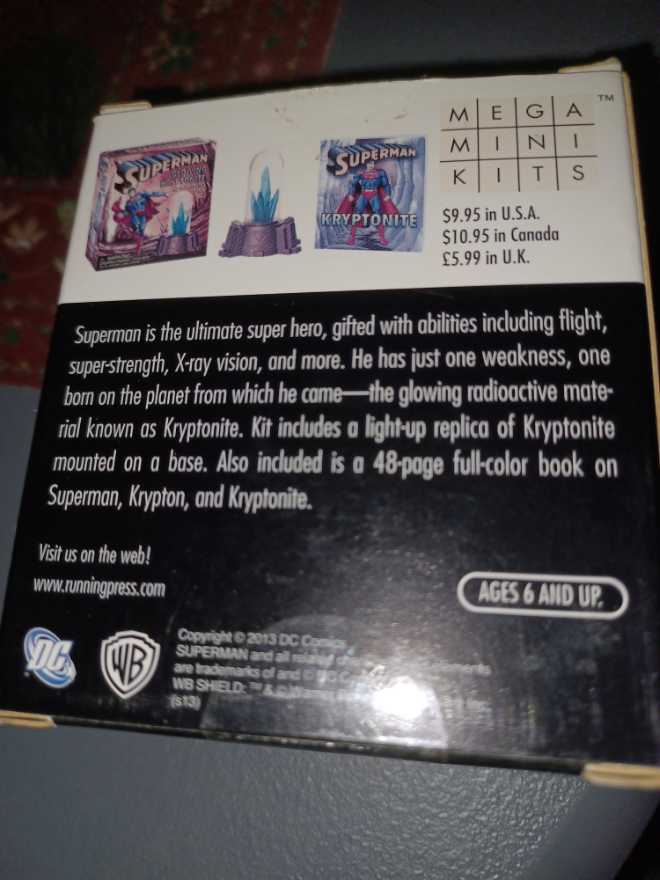 MEGA ™
MINI
KITS
SUPERMAN
SUPERMAN
KRYPTONITE
$9.95 in U.S.A.
$10.95 in Canada
£5.99 in U.K.
Superman is the ultimate super hero, gifted with abilities including flight,
super-strength, X-ray vision, and more. He has just one weakness, one
born on the planet from which he came—the glowing radioactive mate-
rial known as Kryptonite. Kit includes a light-up replica of Kryptonite
mounted on a base. Also included is a 48-page full-color book on
Superman, Krypton, and Kryptonite.
Visit us on the web!
www.runningpress.com
AGES 6 AND UP.
DC
WB
Copyright © 2013 DC Comics
SUPERMAN and all related elements
are trademarks of and ©
WB SHIELD: ™ & ©
(s13)